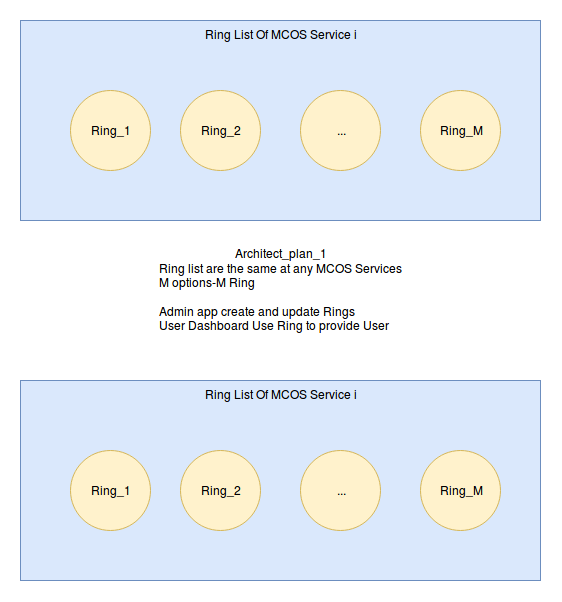 Ring List Of MCOS Service i
Ring_1 Ring_2 ... Ring_M
Architect_plan_1
Ring list are the same at any MCOS Services
M options-M Ring
Admin app create and update Rings
User Dashboard Use Ring to provide User
Ring List Of MCOS Service i
Ring_1 Ring_2 ... Ring_M